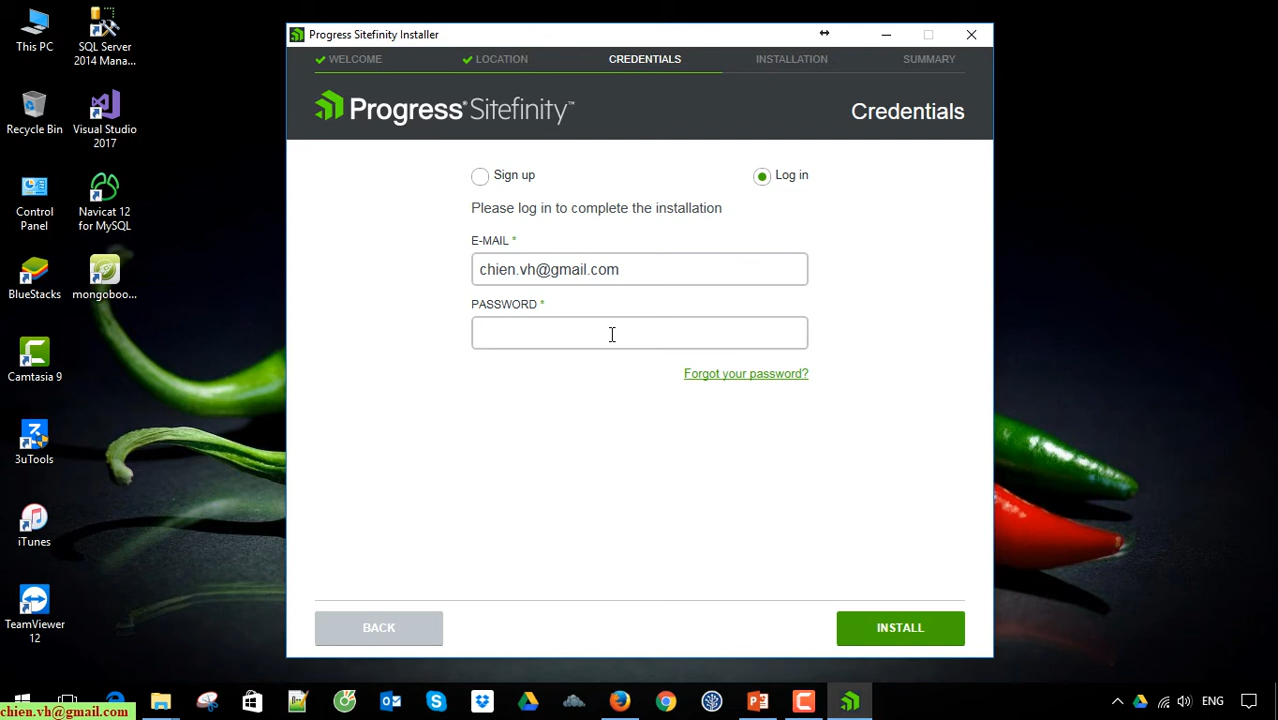 This PC
SQL Server
2014 Mana...
Recycle Bin
Visual Studio
2017
Control
Panel
Navicat 12
for MySQL
BlueStacks
mongoboo...
Camtasia 9
3uTools
iTunes
TeamViewer
12
Progress Sitefinity Installer
WELCOME
LOCATION
CREDENTIALS
INSTALLATION
SUMMARY
Progress® Sitefinity™
Credentials
Sign up
Log in
Please log in to complete the installation
E-MAIL *
chien.vh@gmail.com
PASSWORD *
Forgot your password?
BACK
INSTALL
chien.vh@gmail.com
ENG